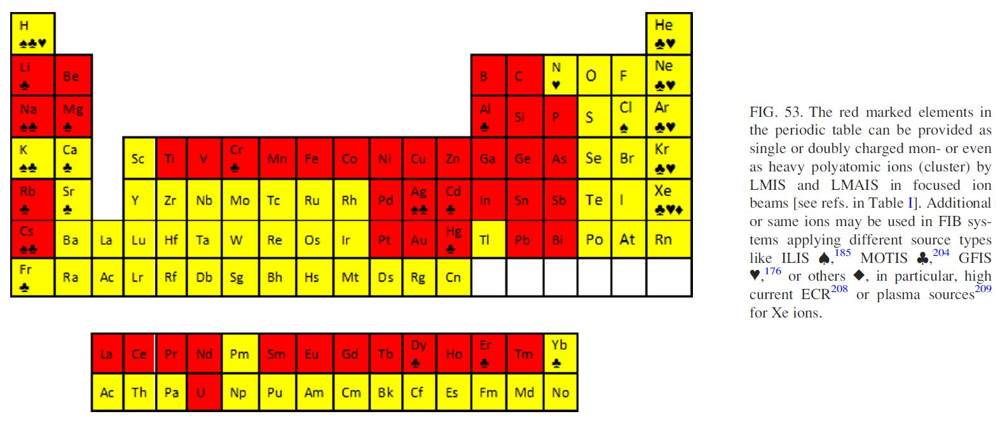 H He
♠♣♥ ♣♥
Li Be B C N O F Ne
♣ ♥ ♣♥
Na Mg Al Si P S Cl Ar
♠♣ ♣ ♣ ♠ ♣♥
K Ca Sc Ti V Cr Mn Fe Co Ni Cu Zn Ga Ge As Se Br Kr
♠♣ ♣ ♣ ♣♥
Rb Sr Y Zr Nb Mo Tc Ru Rh Pd Ag Cd In Sn Sb Te I Xe
♣ ♣ ♠♣ ♣ ♣♥♦
Cs Ba La Lu Hf Ta W Re Os Ir Pt Au Hg Tl Pb Bi Po At Rn
♠♣ ♣
Fr Ra Ac Lr Rf Db Sg Bh Hs Mt Ds Rg Cn
♣
La Ce Pr Nd Pm Sm Eu Gd Tb Dy Ho Er Tm Yb
♣ ♣ ♣
Ac Th Pa U Np Pu Am Cm Bk Cf Es Fm Md No
FIG. 53. The red marked elements in
the periodic table can be provided as
single or doubly charged mon- or even
as heavy polyatomic ions (cluster) by
LMIS and LMAIS in focused ion
beams [see refs. in Table I]. Additional
or same ions may be used in FIB sys-
tems applying different source types
like ILIS ♠,185 MOTIS ♣,204 GFIS
♥,176 or others ♦, in particular, high
current ECR208 or plasma sources209
for Xe ions.